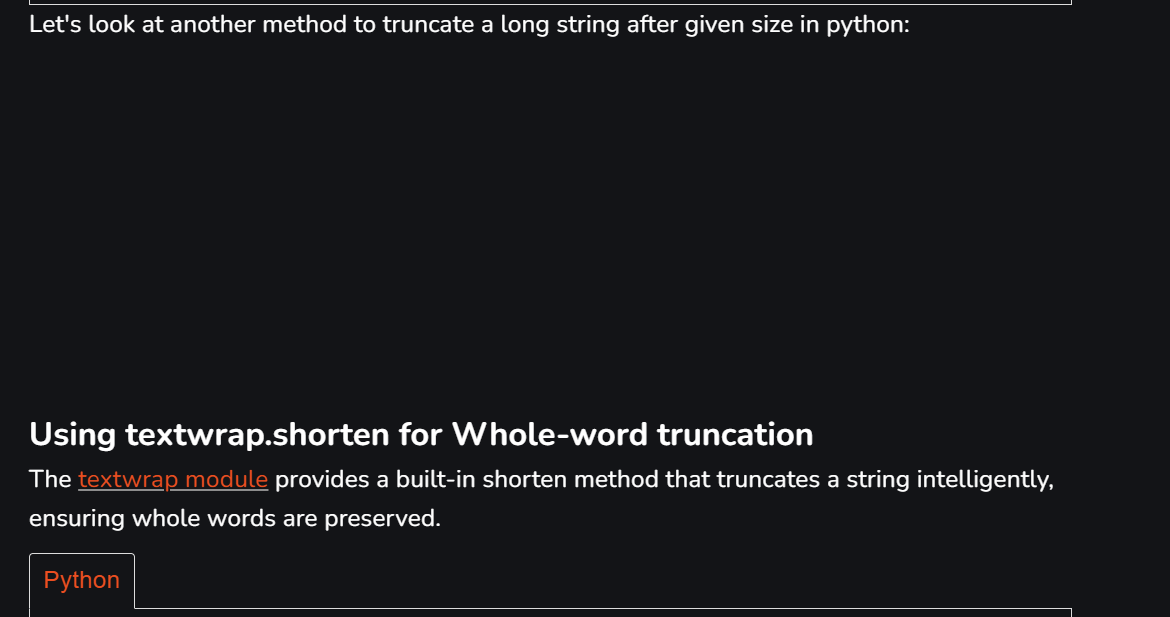 Let's look at another method to truncate a long string after given size in python:
Using textwrap.shorten for Whole-word truncation
The textwrap module provides a built-in shorten method that truncates a string intelligently,
ensuring whole words are preserved.
Python